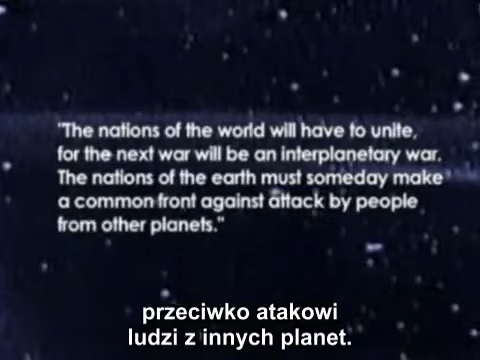 "The nations of the world will have to unite,
for the next war will be an interplanetary war.
The nations of the earth must someday make
a common front against attack by people
from other planets."
przeciwko atakowi
ludzi z innych planet.